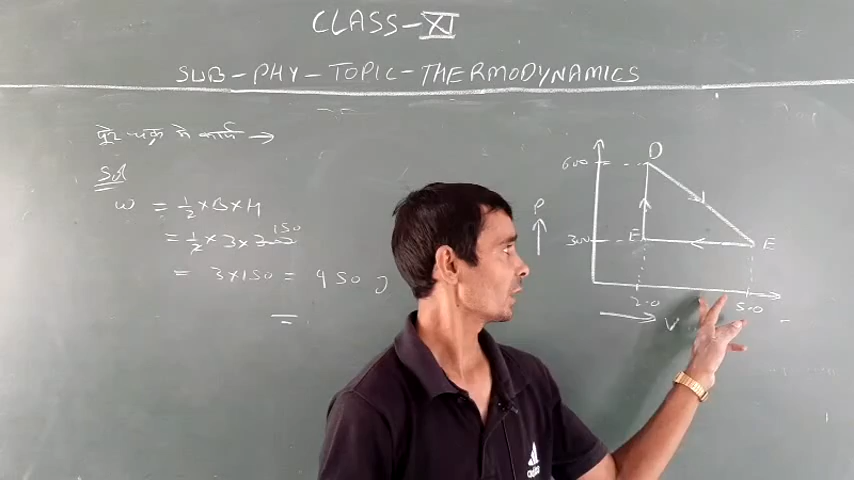 CLASS-XI
SUB-PHY-TOPIC-THERMODYNAMICS
पुरे चक्र में कार्य →
Sol
W = 1/2 × B × H
= 1/2 × 3 × 300 150
= 3 × 150 = 450 J
P
600
D
300
E
E
2.0
5.0
V
adidas